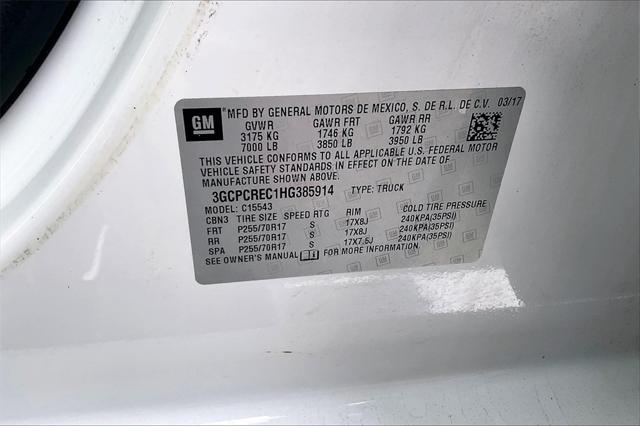 GM MFD BY GENERAL MOTORS DE MEXICO, S. DE R.L. DE C.V. 03/17
GVWR GAWR FRT GAWR RR
3175 KG 1746 KG 1792 KG
7000 LB 3850 LB 3950 LB
THIS VEHICLE CONFORMS TO ALL APPLICABLE U.S. FEDERAL MOTOR
VEHICLE SAFETY STANDARDS IN EFFECT ON THE DATE OF
MANUFACTURE SHOWN ABOVE.
3GCPCREC1HG385914 TYPE: TRUCK
MODEL: C15543
CBN3 TIRE SIZE SPEED RTG RIM COLD TIRE PRESSURE
FRT P255/70R17 S 17X8J 240KPA(35PSI)
RR P255/70R17 S 17X8J 240KPA(35PSI)
SPA P255/70R17 S 17X7.5J 240KPA(35PSI)
SEE OWNER'S MANUAL FOR MORE INFORMATION.